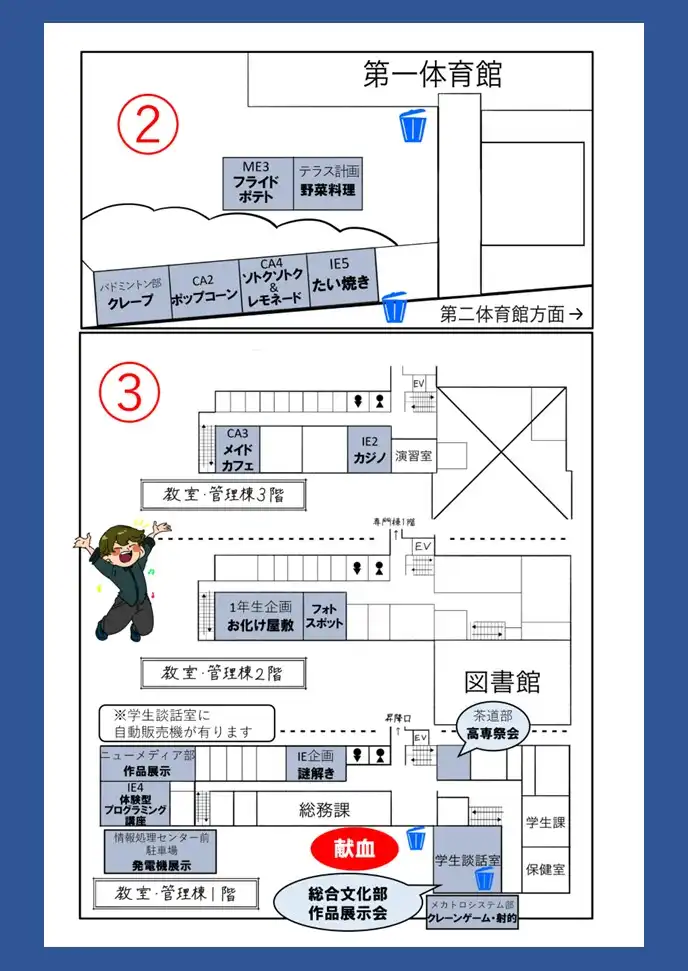 第一体育館
②
ME3
フライド
ポテト
テラス計画
野菜料理
バドミントン部
クレープ
CA2
ポップコーン
CA4
ソトクソトク
&
レモネード
IE5
たい焼き
第二体育館方面→
③
EV
CA3
メイド
カフェ
IE2
カジノ
演習室
教室・管理棟3階
専門棟1階
↑
EV
1年生企画
お化け屋敷
フォト
スポット
教室・管理棟2階
図書館
※学生談話室に
自動販売機が有ります
昇降口
↑
EV
茶道部
高専祭会
ニューメディア部
作品展示
IE企画
謎解き
IE4
体験型
プログラミング
講座
総務課
学生課
情報処理センター前
駐車場
発電機展示
献血
学生談話室
保健室
教室・管理棟1階
総合文化部
作品展示会
メカトロシステム部
クレーンゲーム・射的